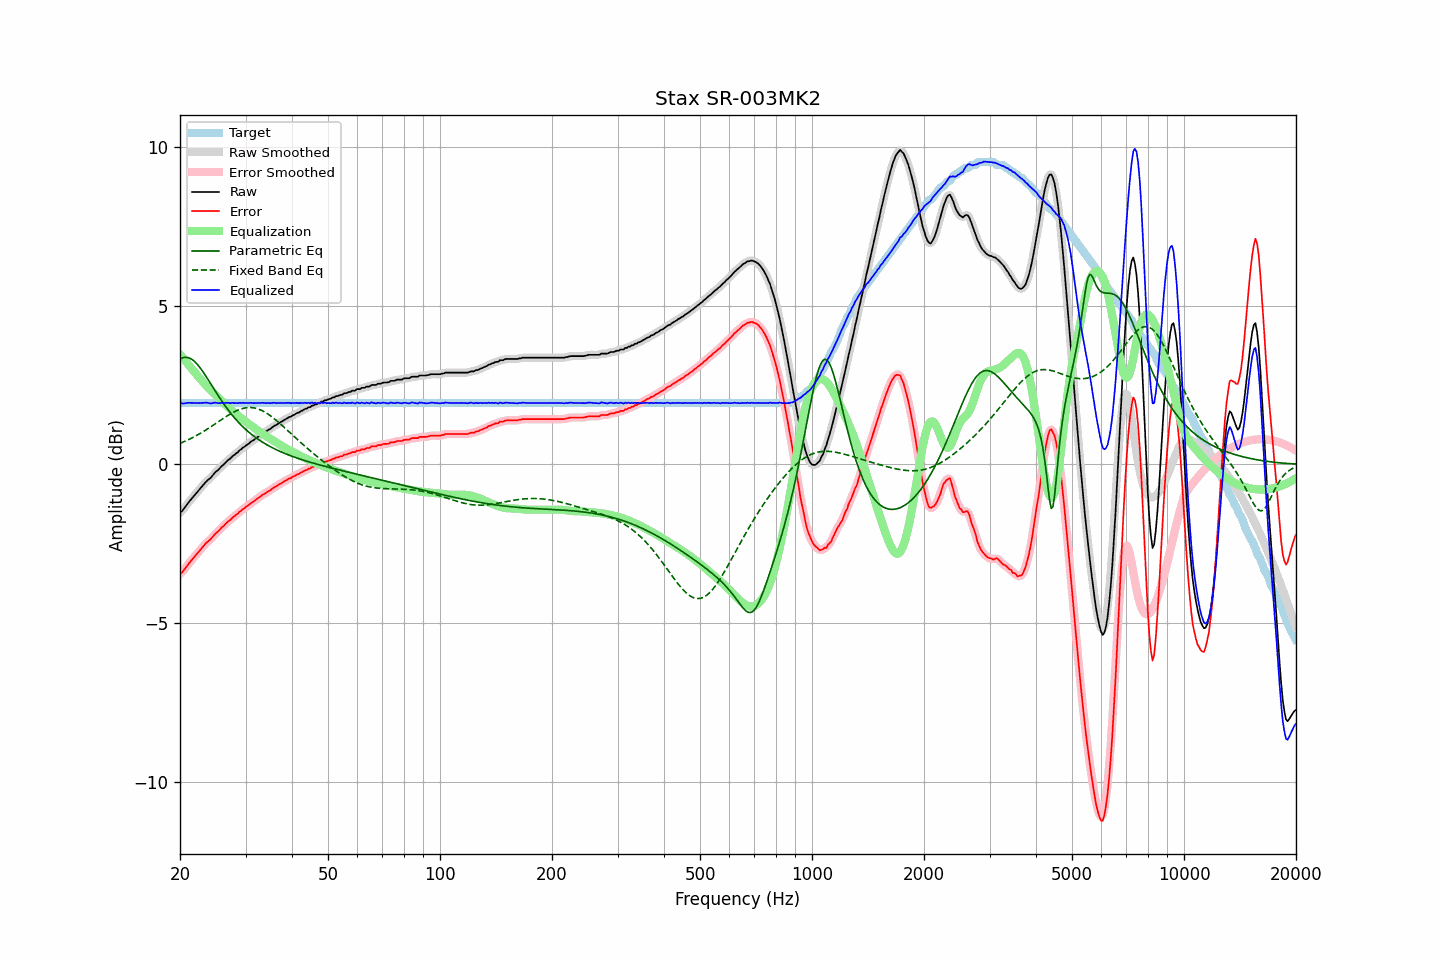 Stax SR-003MK2
Target
Raw Smoothed
Error Smoothed
Raw
Error
Equalization
Parametric Eq
Fixed Band Eq
Equalized
Amplitude (dBr)
10
5
0
−5
−10
20
50
100
200
500
1000
2000
5000
10000
20000
Frequency (Hz)